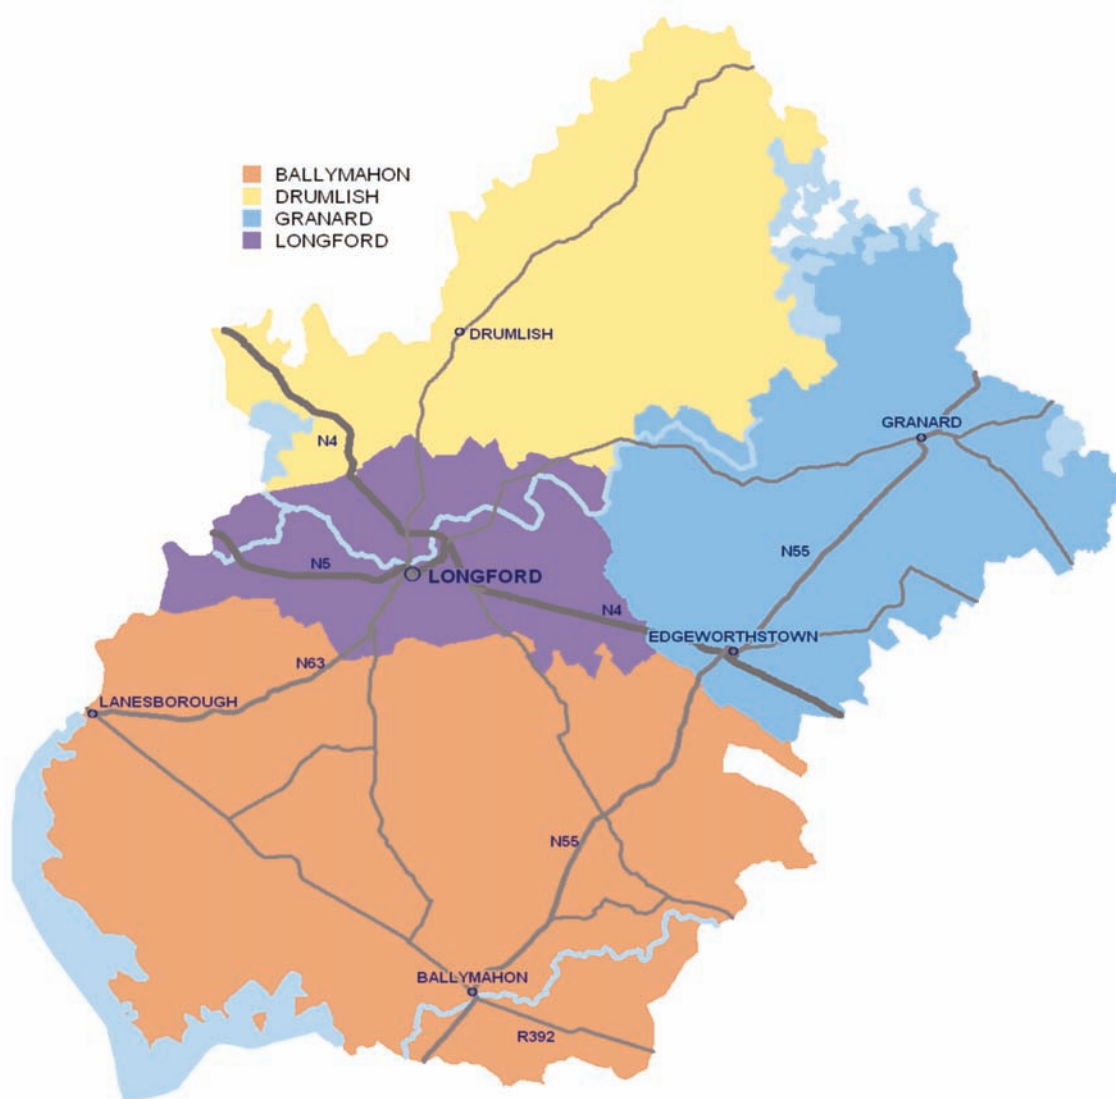 BALLYMAHON
DRUMLISH
GRANARD
LONGFORD
DRUMLISH
GRANARD
N4
N55
N5
LONGFORD
N4
EDGEWORTHSTOWN
N63
LANESBOROUGH
N55
BALLYMAHON
R392